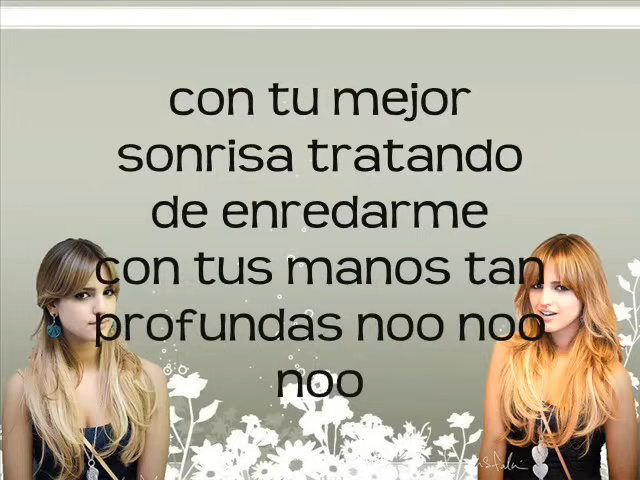 con tu mejor
sonrisa tratando
de enredarme
con tus manos tan
profundas noo noo
noo